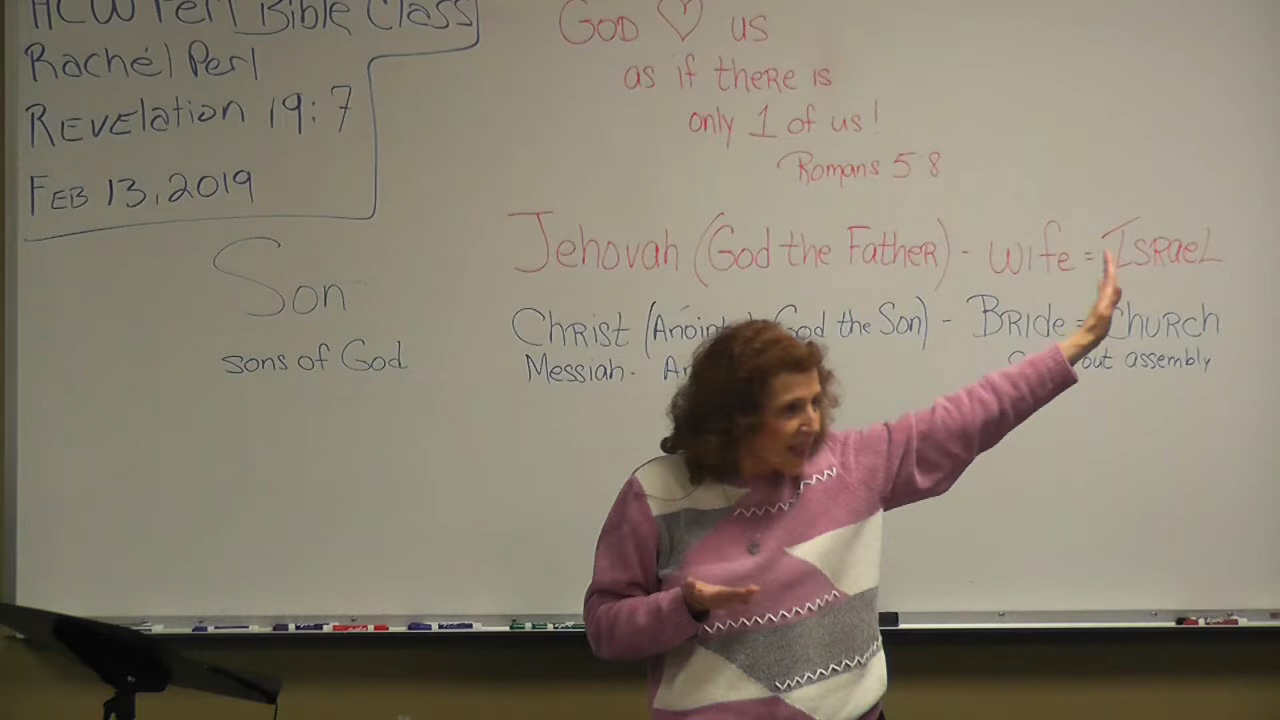 HCW Perl Bible Class
Rachel Perl
Revelation 19:7
Feb 13, 2019
God ♡ us
as if there is
only 1 of us!
Romans 5 8
Jehovah (God the Father) - Wife = Israel
Christ (Anoint God the Son) - Bride = Church
Messiah. out assembly
Son
sons of God